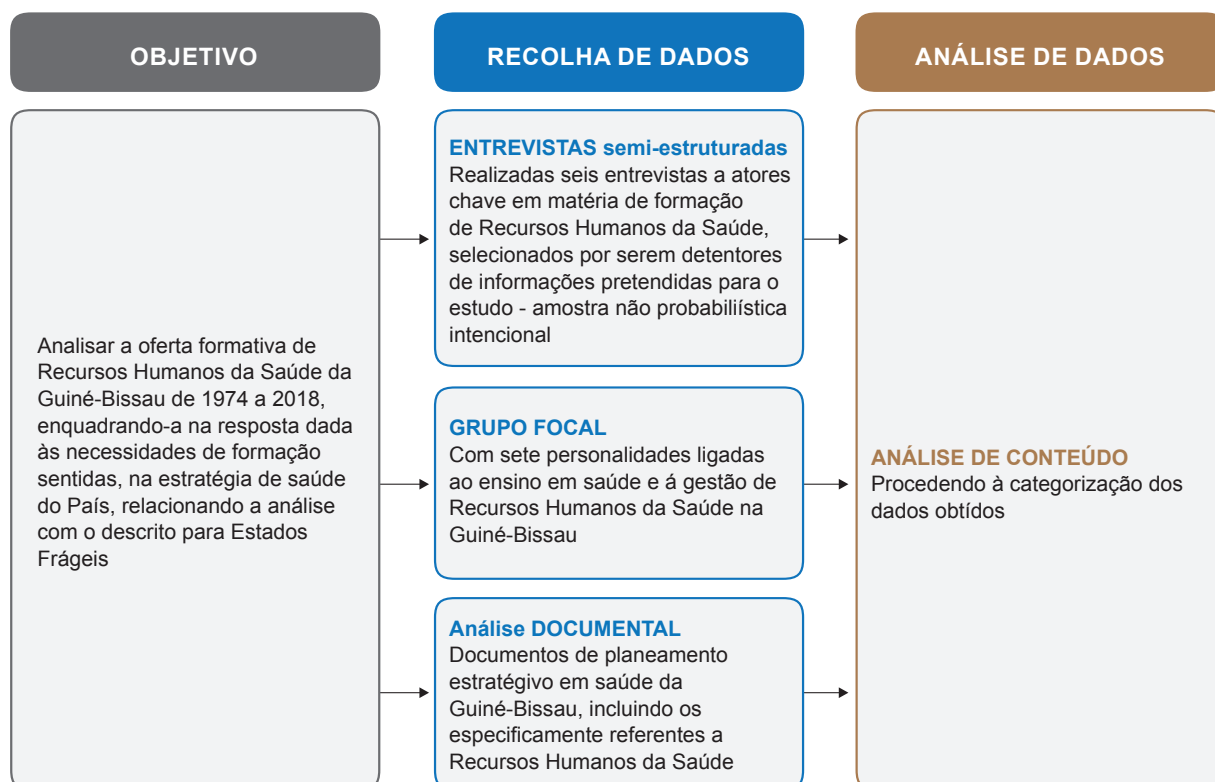 OBJETIVO
RECOLHA DE DADOS
ANÁLISE DE DADOS
Analisar a oferta formativa de
Recursos Humanos da Saúde da
Guiné-Bissau de 1974 a 2018,
enquadrando-a na resposta dada
às necessidades de formação
sentidas, na estratégia de saúde
do País, relacionando a análise
com o descrito para Estados
Frágeis
ENTREVISTAS semi-estruturadas
Realizadas seis entrevistas a atores
chave em matéria de formação
de Recursos Humanos da Saúde,
selecionados por serem detentores
de informações pretendidas para o
estudo - amostra não probabiliística
intencional
GRUPO FOCAL
Com sete personalidades ligadas
ao ensino em saúde e á gestão de
Recursos Humanos da Saúde na
Guiné-Bissau
Análise DOCUMENTAL
Documentos de planeamento
estratégivo em saúde da
Guiné-Bissau, incluindo os
especificamente referentes a
Recursos Humanos da Saúde
ANÁLISE DE CONTEÚDO
Procedendo à categorização dos
dados obtídos